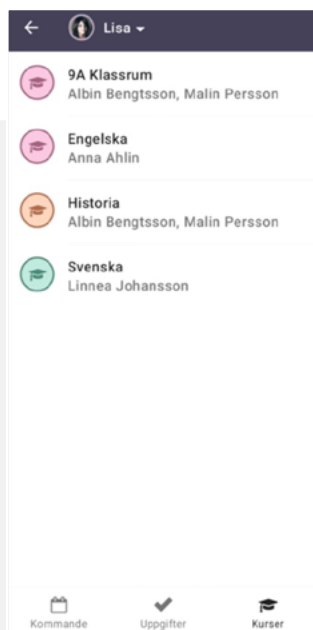 Lisa
9A Klassrum
Albin Bengtsson, Malin Persson
Engelska
Anna Ahlin
Historia
Albin Bengtsson, Malin Persson
Svenska
Linnea Johansson
Kommande Uppgifter Kurser